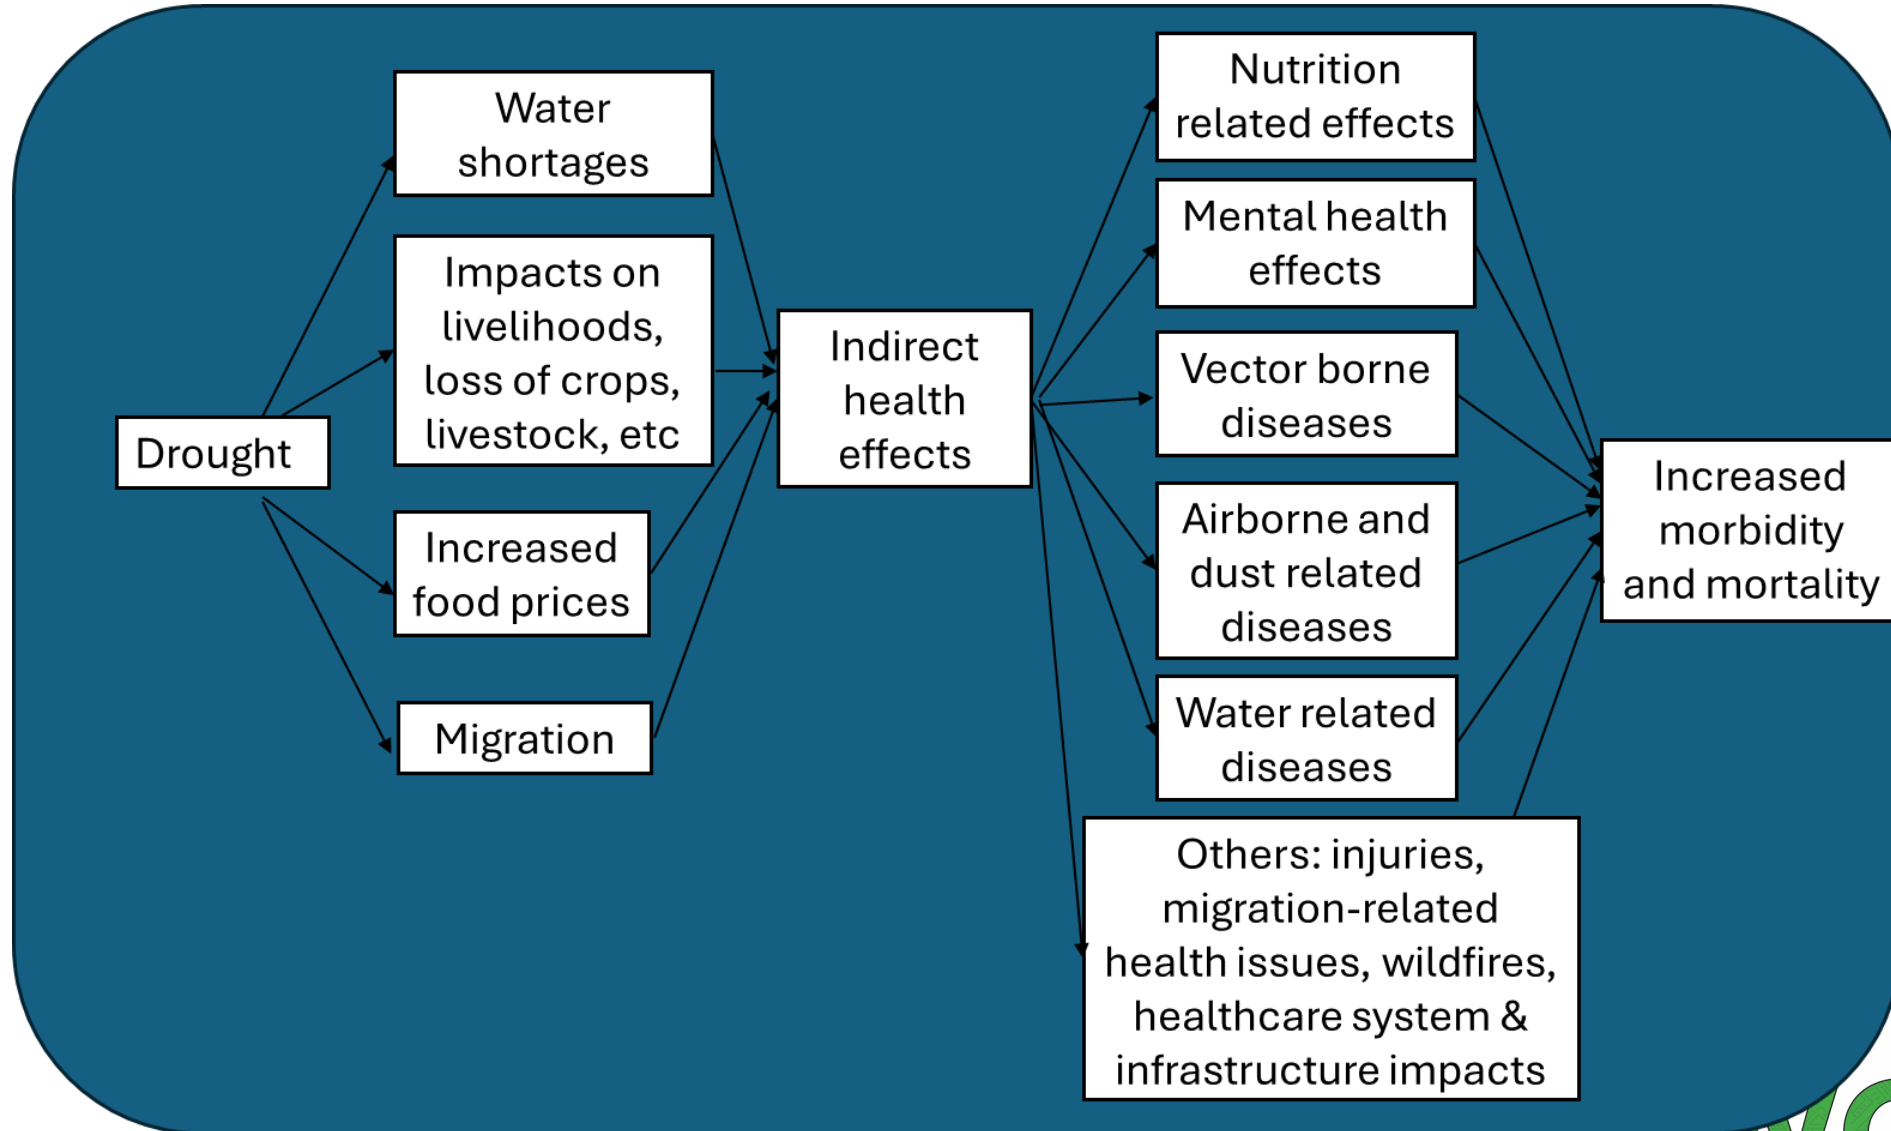 Drought
Water
shortages
Impacts on
livelihoods,
loss of crops,
livestock, etc
Increased
food prices
Migration
Indirect
health
effects
Nutrition
related effects
Mental health
effects
Vector borne
diseases
Airborne and
dust related
diseases
Water related
diseases
Others: injuries,
migration-related
health issues, wildfires,
healthcare system &
infrastructure impacts
Increased
morbidity
and mortality